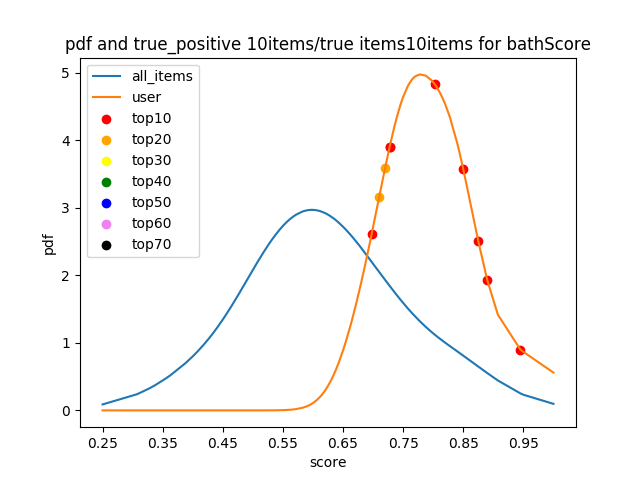 pdf and true_positive 10items/true items10items for bathScore
all_items
user
top10
top20
top30
top40
top50
top60
top70
pdf
5
4
3
2
1
0
0.25 0.35 0.45 0.55 0.65 0.75 0.85 0.95
score